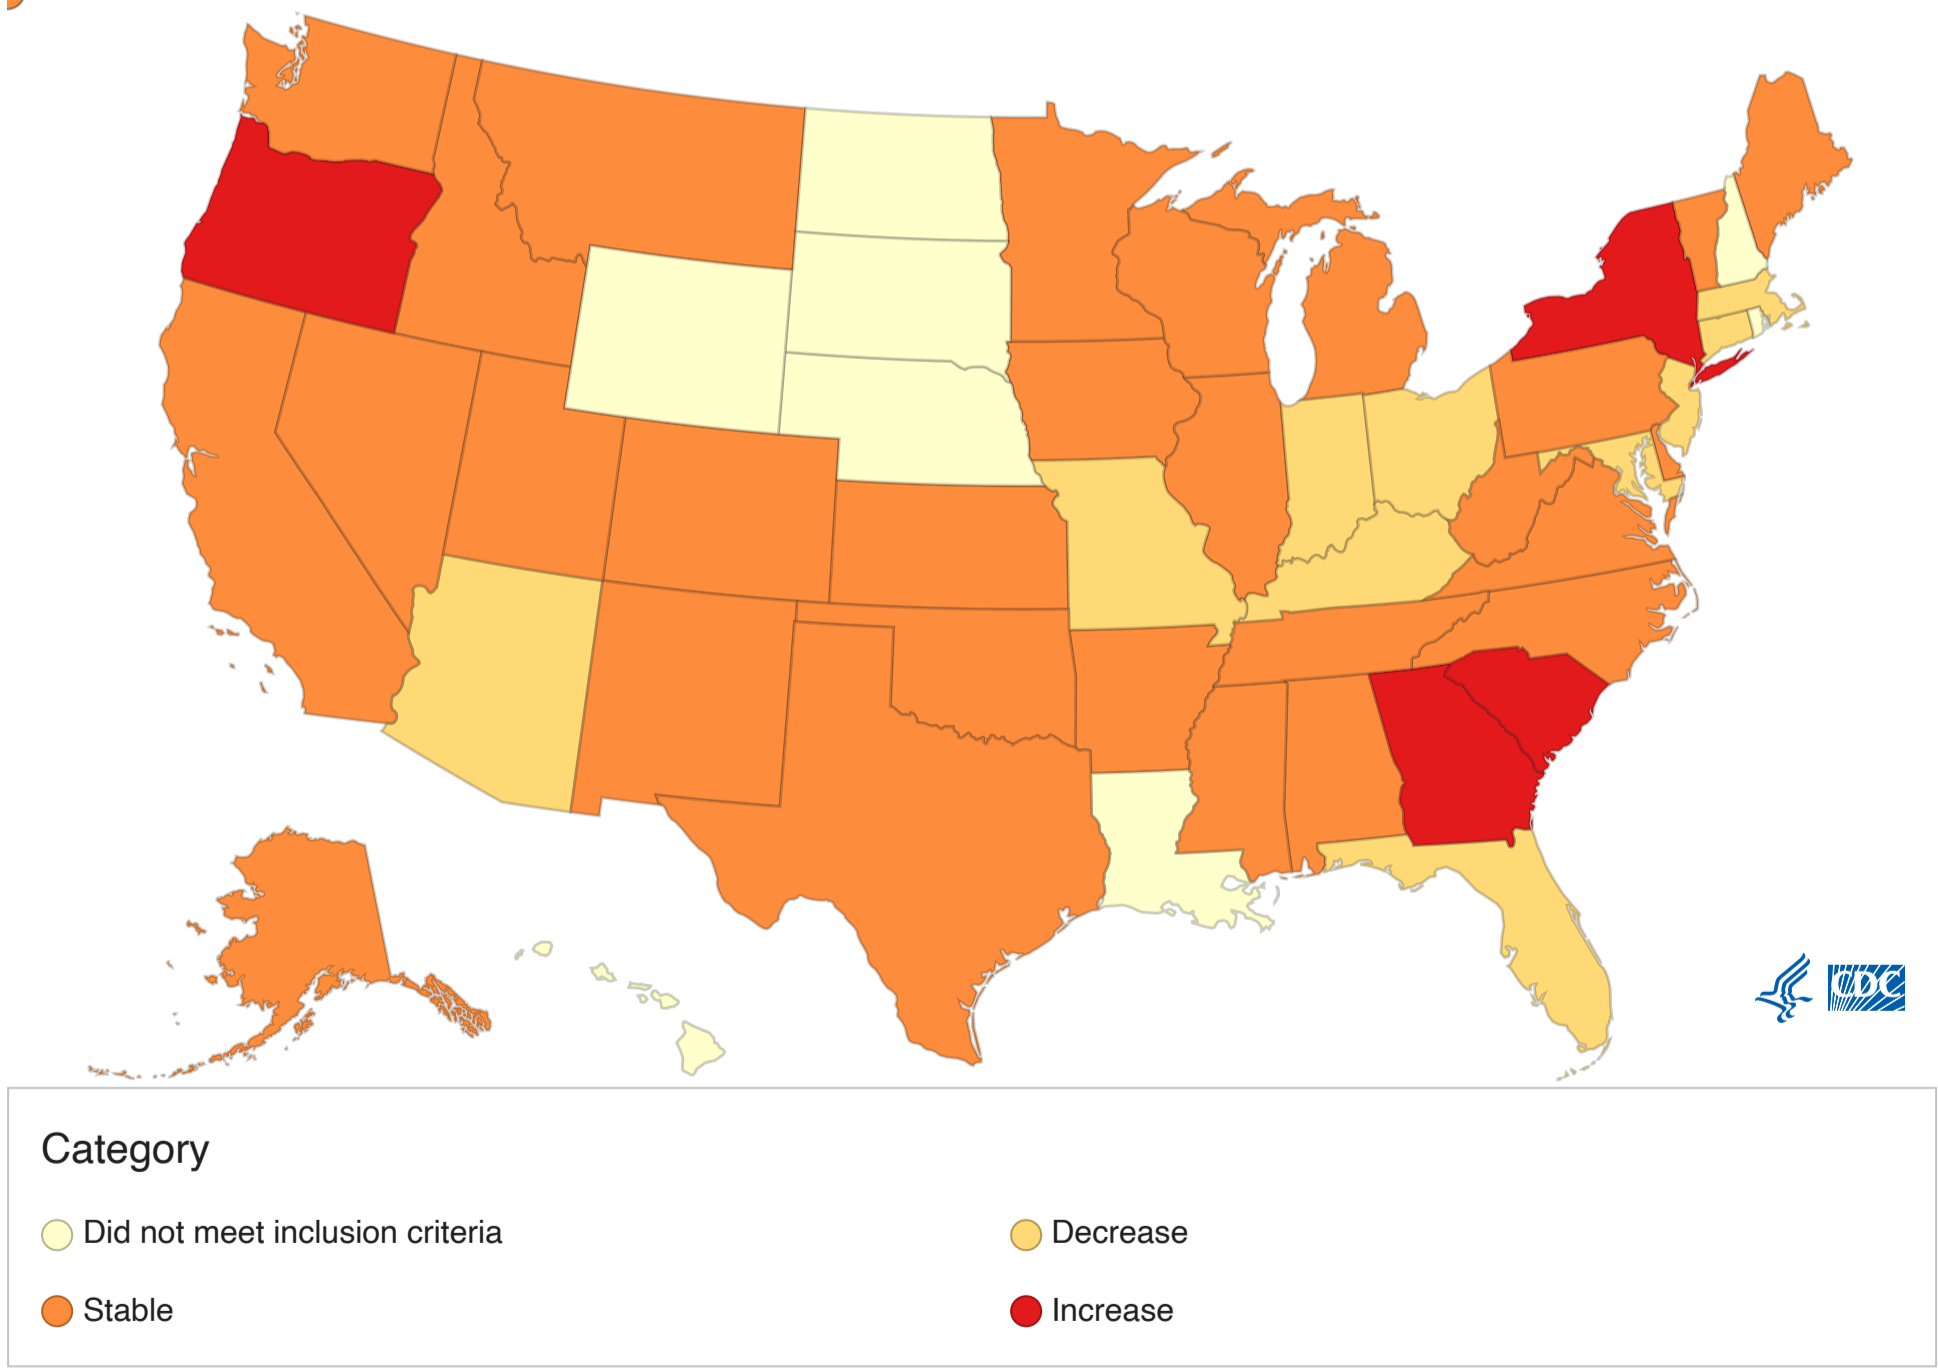 CDC
Category
Did not meet inclusion criteria
Decrease
Stable
Increase